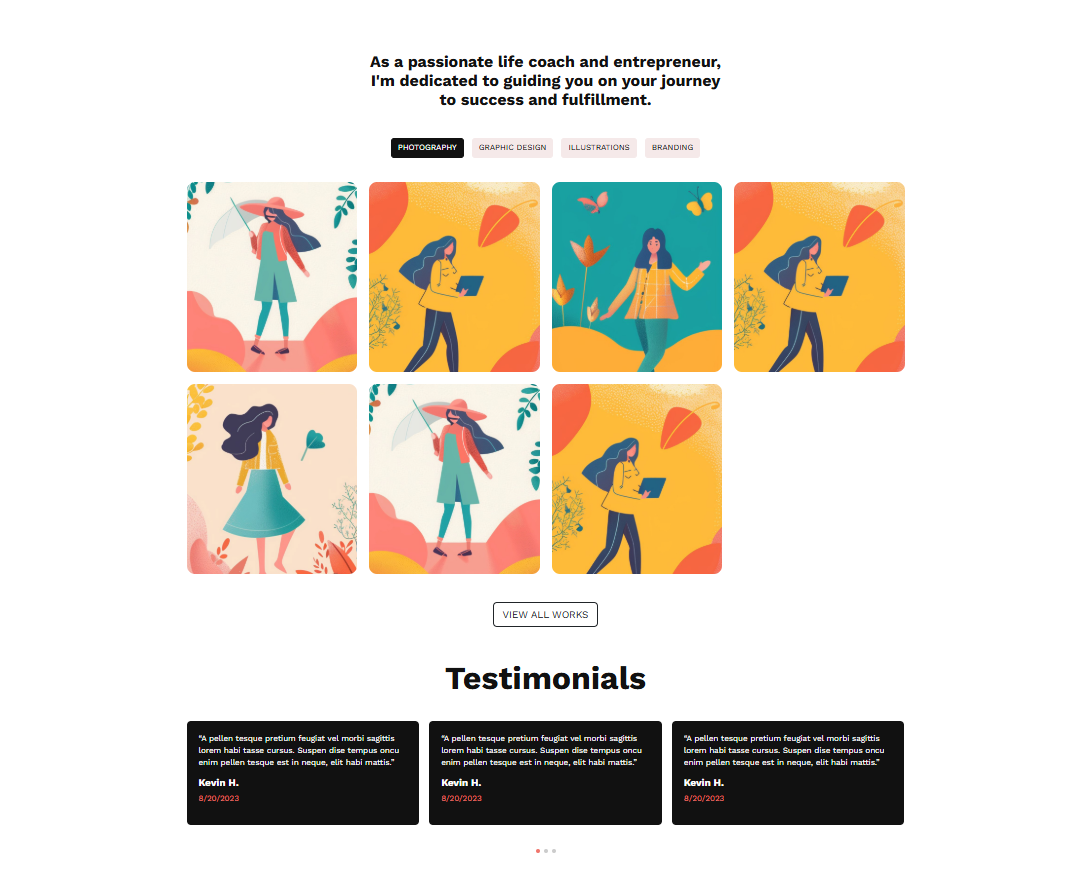 As a passionate life coach and entrepreneur,
I'm dedicated to guiding you on your journey
to success and fulfillment.
PHOTOGRAPHY
GRAPHIC DESIGN
ILLUSTRATIONS
BRANDING
VIEW ALL WORKS
Testimonials
“A pellen tesque pretium feugiat vel morbi sagittis
lorem habi tasse cursus. Suspen dise tempus oncu
enim pellen tesque est in neque, elit habi mattis.”
Kevin H.
8/20/2023
“A pellen tesque pretium feugiat vel morbi sagittis
lorem habi tasse cursus. Suspen dise tempus oncu
enim pellen tesque est in neque, elit habi mattis.”
Kevin H.
8/20/2023
“A pellen tesque pretium feugiat vel morbi sagittis
lorem habi tasse cursus. Suspen dise tempus oncu
enim pellen tesque est in neque, elit habi mattis.”
Kevin H.
8/20/2023